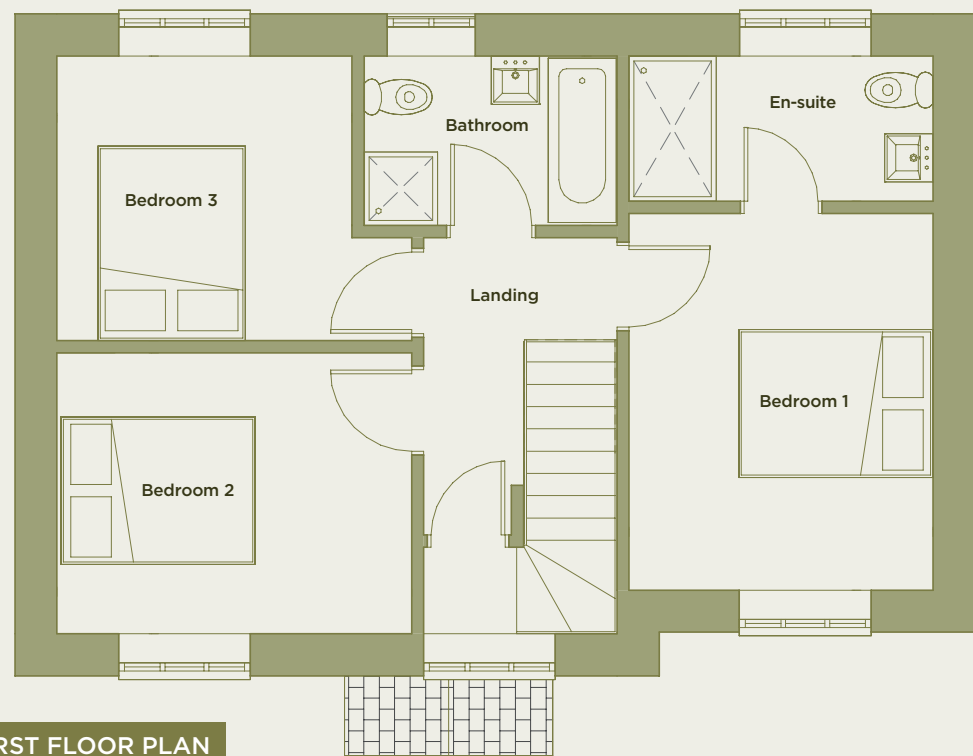 En-suite
Bathroom
Bedroom 3
Landing
Bedroom 1
Bedroom 2
RST FLOOR PLAN